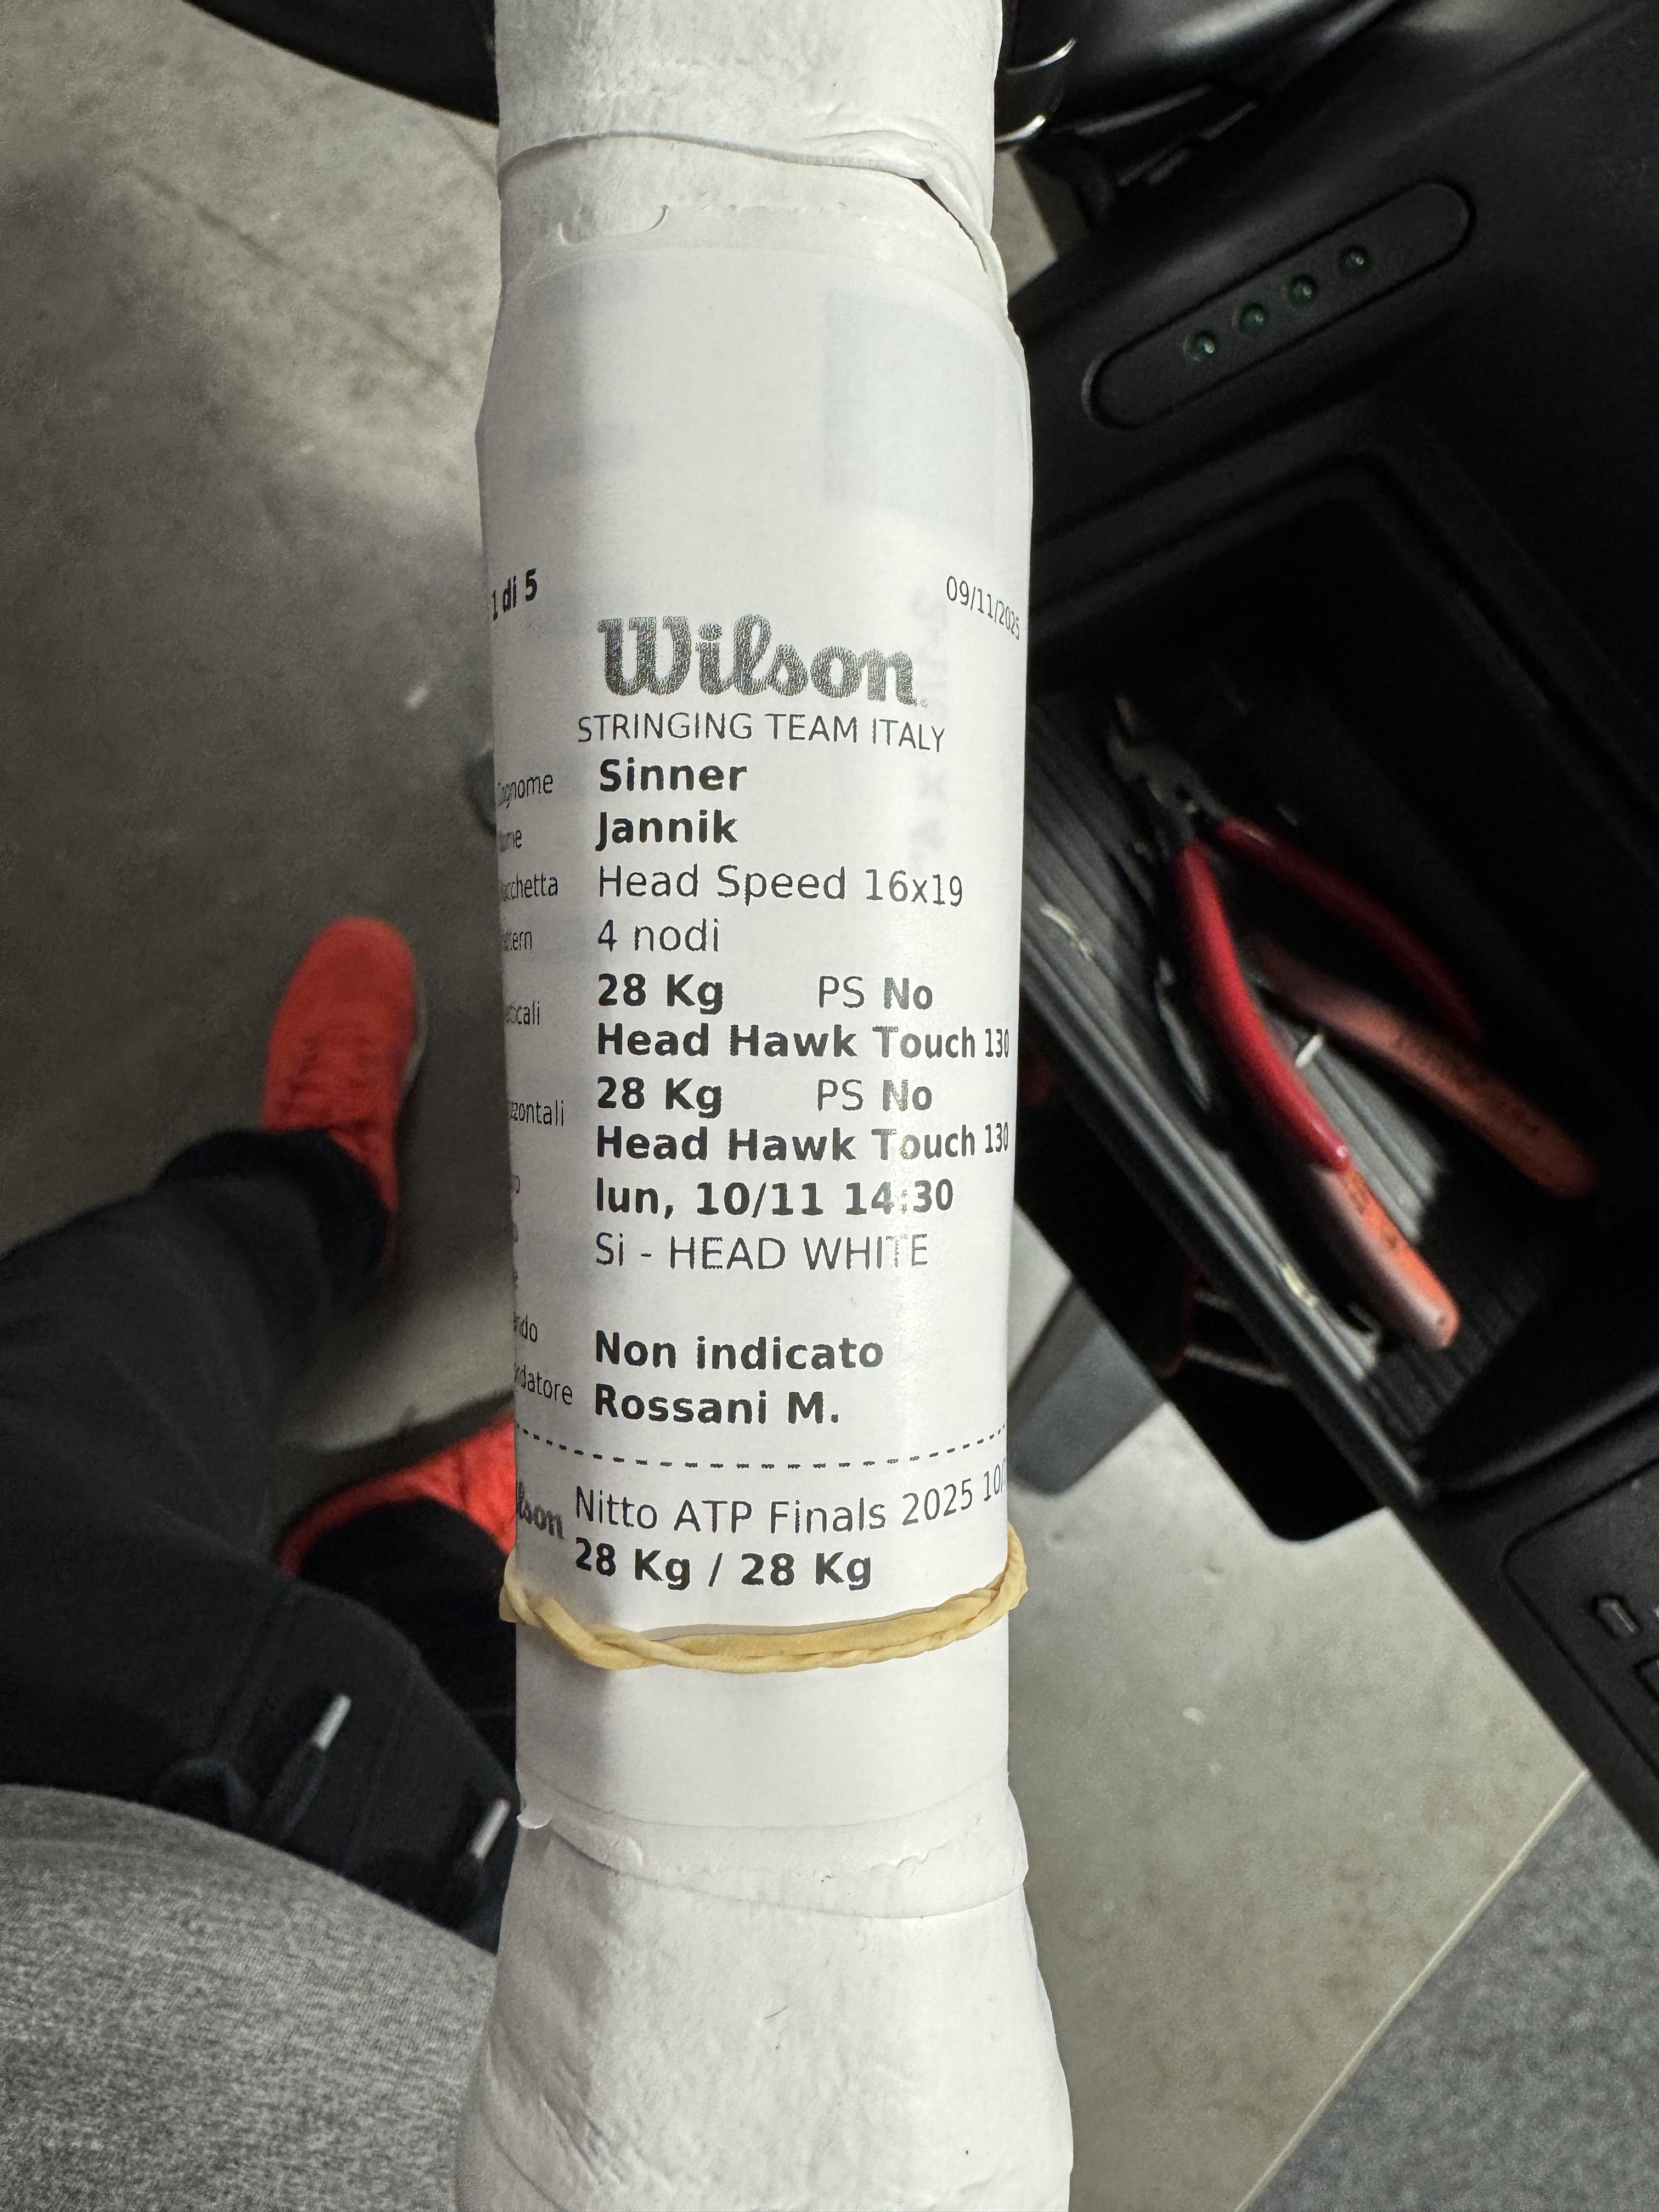 1 di 5 09/11/2025
Wilson
STRINGING TEAM ITALY
Sinner
Jannik
Head Speed 16x19
4 nodi
28 Kg PS No
Head Hawk Touch 130
28 Kg PS No
Head Hawk Touch 130
lun, 10/11 14:30
Si - HEAD WHITE
Non indicato
Rossani M.
Nitto ATP Finals 2025
28 Kg / 28 Kg